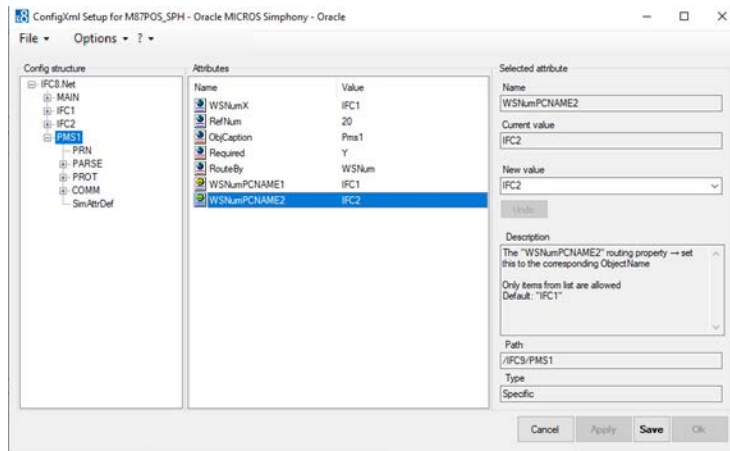 ConfigXml Setup for M87POS_SPH - Oracle MICROS Simphony - Oracle
File Options ?
Config structure
IFC8.Net
MAIN
IFC1
IFC2
PMS1
PRN
PARSE
PROT
COMM
SimAttrDef
Attributes
Name Value
WSNumX IFC1
RefNum 20
ObjCaption Pms1
Required Y
RouteBy WSNum
WSNumPCNAME1 IFC1
WSNumPCNAME2 IFC2
Selected attribute
Name
WSNumPCNAME2
Current value
IFC2
New value
IFC2
Undo
Description
The "WSNumPCNAME2" routing property → set
this to the corresponding ObjectName
Only items from list are allowed
Default: "IFC1"
Path
/IFC9/PMS1
Type
Specific
Cancel Apply Save Ok